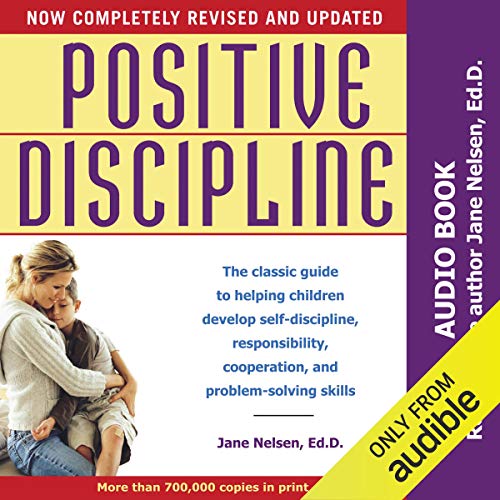 NOW COMPLETELY REVISED AND UPDATED
POSITIVE
DISCIPLINE
The classic guide
to helping children
develop self-discipline,
responsibility,
cooperation, and
problem-solving skills
Jane Nelsen, Ed.D.
More than 700,000 copies in print
AUDIO BOOK
author Jane Nelsen, Ed.D.
ONLY FROM
audible